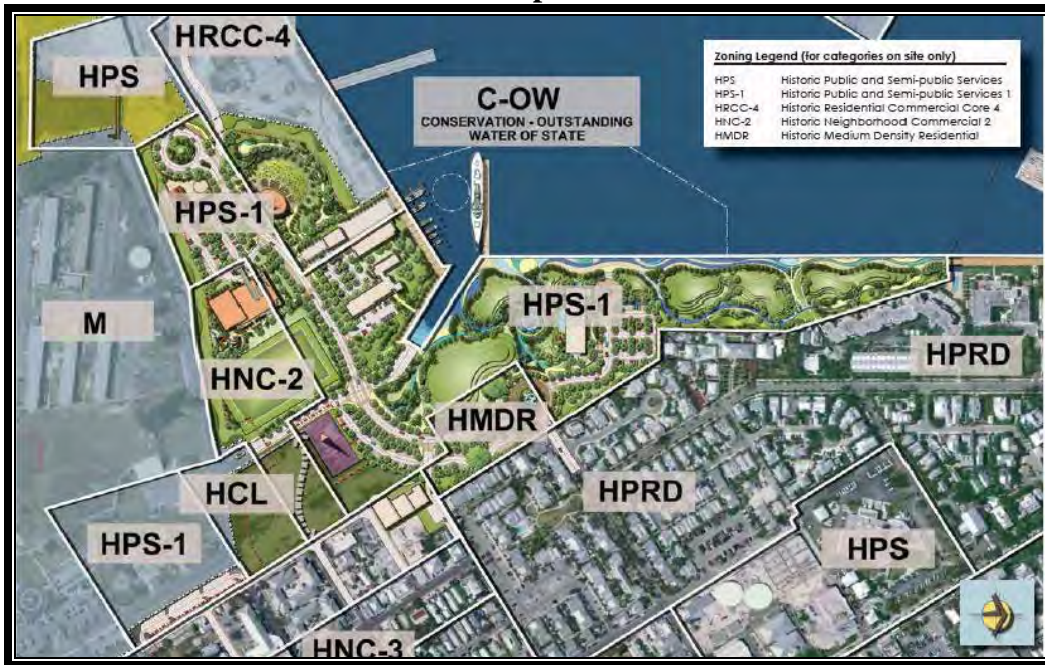 HRCC-4
HPS
C-OW
CONSERVATION - OUTSTANDING
WATER OF STATE
Zoning Legend (for categories on site only)
HPS Historic Public and Semi-public Services
HPS-1 Historic Public and Semi-public Services 1
HRCC-4 Historic Residential Commercial Core 4
HNC-2 Historic Neighborhood Commercial 2
HMDR Historic Medium Density Residential
HPS-1
HPS-1
M
HPRD
HNC-2
HMDR
HCL
HPRD
HPS-1
HPS
HNC-3